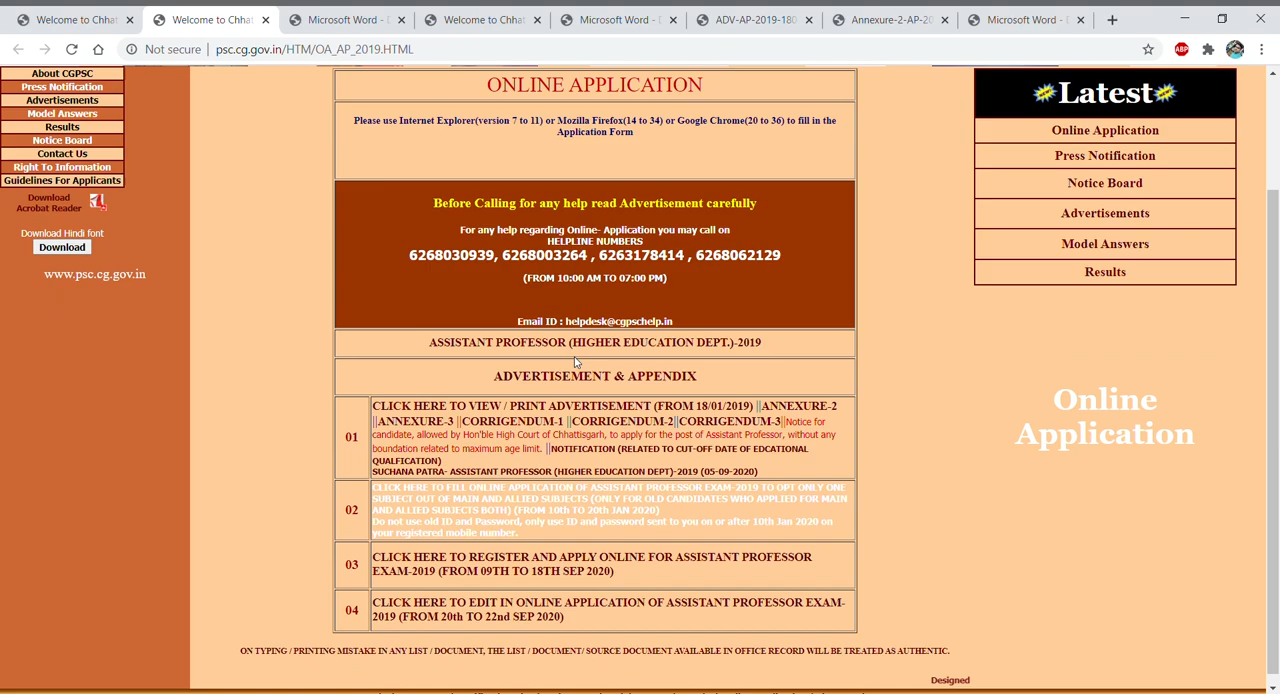 Welcome to Chhat
Welcome to Chhat
Microsoft Word - D
Welcome to Chhat
Microsoft Word - D
ADV-AP-2019-180
Annexure-2-AP-20
Microsoft Word - D
Not secure | psc.cg.gov.in/HTM/OA_AP_2019.HTML
ABP
About CGPSC
Press Notification
Advertisements
Model Answers
Results
Notice Board
Contact Us
Right To Information
Guidelines For Applicants
Download
Acrobat Reader
Download Hindi font
Download
www.psc.cg.gov.in
ONLINE APPLICATION
Please use Internet Explorer(version 7 to 11) or Mozilla Firefox(14 to 34) or Google Chrome(20 to 36) to fill in the
Application Form
Before Calling for any help read Advertisement carefully
For any help regarding Online- Application you may call on
HELPLINE NUMBERS
6268030939, 6268003264 , 6263178414 , 6268062129
(FROM 10:00 AM TO 07:00 PM)
Email ID : helpdesk@cgpschelp.in
ASSISTANT PROFESSOR (HIGHER EDUCATION DEPT.)-2019
ADVERTISEMENT & APPENDIX
01
CLICK HERE TO VIEW / PRINT ADVERTISEMENT (FROM 18/01/2019) ||ANNEXURE-2
||ANNEXURE-3 ||CORRIGENDUM-1 ||CORRIGENDUM-2||CORRIGENDUM-3||Notice for
candidate, allowed by Hon'ble High Court of Chhattisgarh, to apply for the post of Assistant Professor, without any
boundation related to maximum age limit. ||NOTIFICATION (RELATED TO CUT-OFF DATE OF EDCATIONAL
QUALFICATION)
SUCHANA PATRA- ASSISTANT PROFESSOR (HIGHER EDUCATION DEPT)-2019 (05-09-2020)
02
CLICK HERE TO FILL ONLINE APPLICATION OF ASSISTANT PROFESSOR EXAM-2019 TO OPT ONLY ONE
SUBJECT OUT OF MAIN AND ALLIED SUBJECTS (ONLY FOR OLD CANDIDATES WHO APPLIED FOR MAIN
AND ALLIED SUBJECTS BOTH) (FROM 10th TO 20th JAN 2020)
Do not use old ID and Password, only use ID and password sent to you on or after 10th Jan 2020 on
your registered mobile number.
03
CLICK HERE TO REGISTER AND APPLY ONLINE FOR ASSISTANT PROFESSOR
EXAM-2019 (FROM 09TH TO 18TH SEP 2020)
04
CLICK HERE TO EDIT IN ONLINE APPLICATION OF ASSISTANT PROFESSOR EXAM-
2019 (FROM 20th TO 22nd SEP 2020)
ON TYPING / PRINTING MISTAKE IN ANY LIST / DOCUMENT, THE LIST / DOCUMENT/ SOURCE DOCUMENT AVAILABLE IN OFFICE RECORD WILL BE TREATED AS AUTHENTIC.
Designed
Latest
Online Application
Press Notification
Notice Board
Advertisements
Model Answers
Results
Online
Application